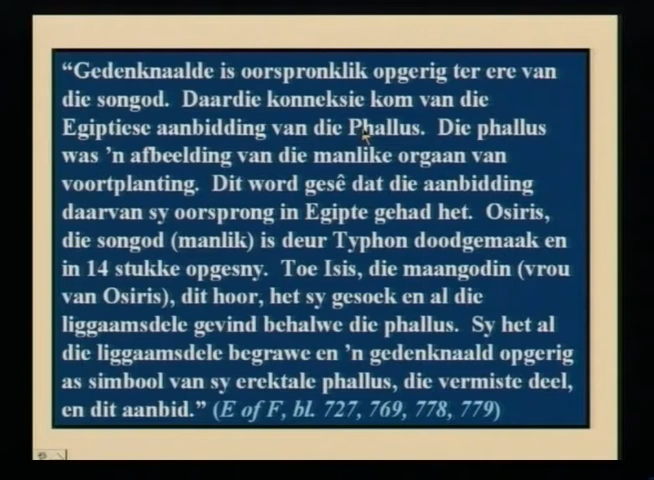 “Gedenknaalde is oorspronklik opgerig ter ere van
die songod.  Daardie konneksie kom van die
Egiptiese aanbidding van die Phallus.  Die phallus
was ’n afbeelding van die manlike orgaan van
voortplanting.  Dit word gesê dat die aanbidding
daarvan sy oorsprong in Egipte gehad het.  Osiris,
die songod (manlik) is deur Typhon doodgemaak en
in 14 stukke opgesny.  Toe Isis, die maangodin (vrou
van Osiris), dit hoor, het sy gesoek en al die
liggaamsdele gevind behalwe die phallus.  Sy het al
die liggaamsdele begrawe en ’n gedenknaald opgerig
as simbool van sy erektale phallus, die vermiste deel,
en dit aanbid.” (E of F, bl. 727, 769, 778, 779)